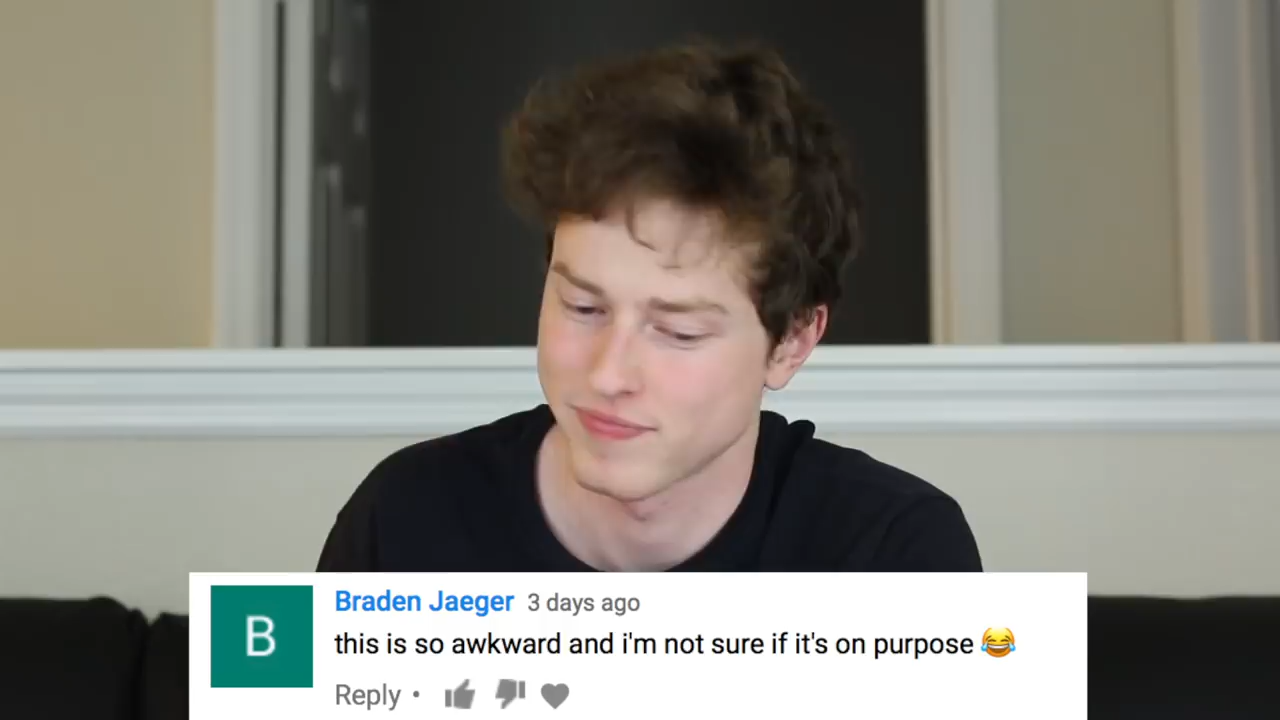 B
Braden Jaeger 3 days ago
this is so awkward and i'm not sure if it's on purpose 😂
Reply •